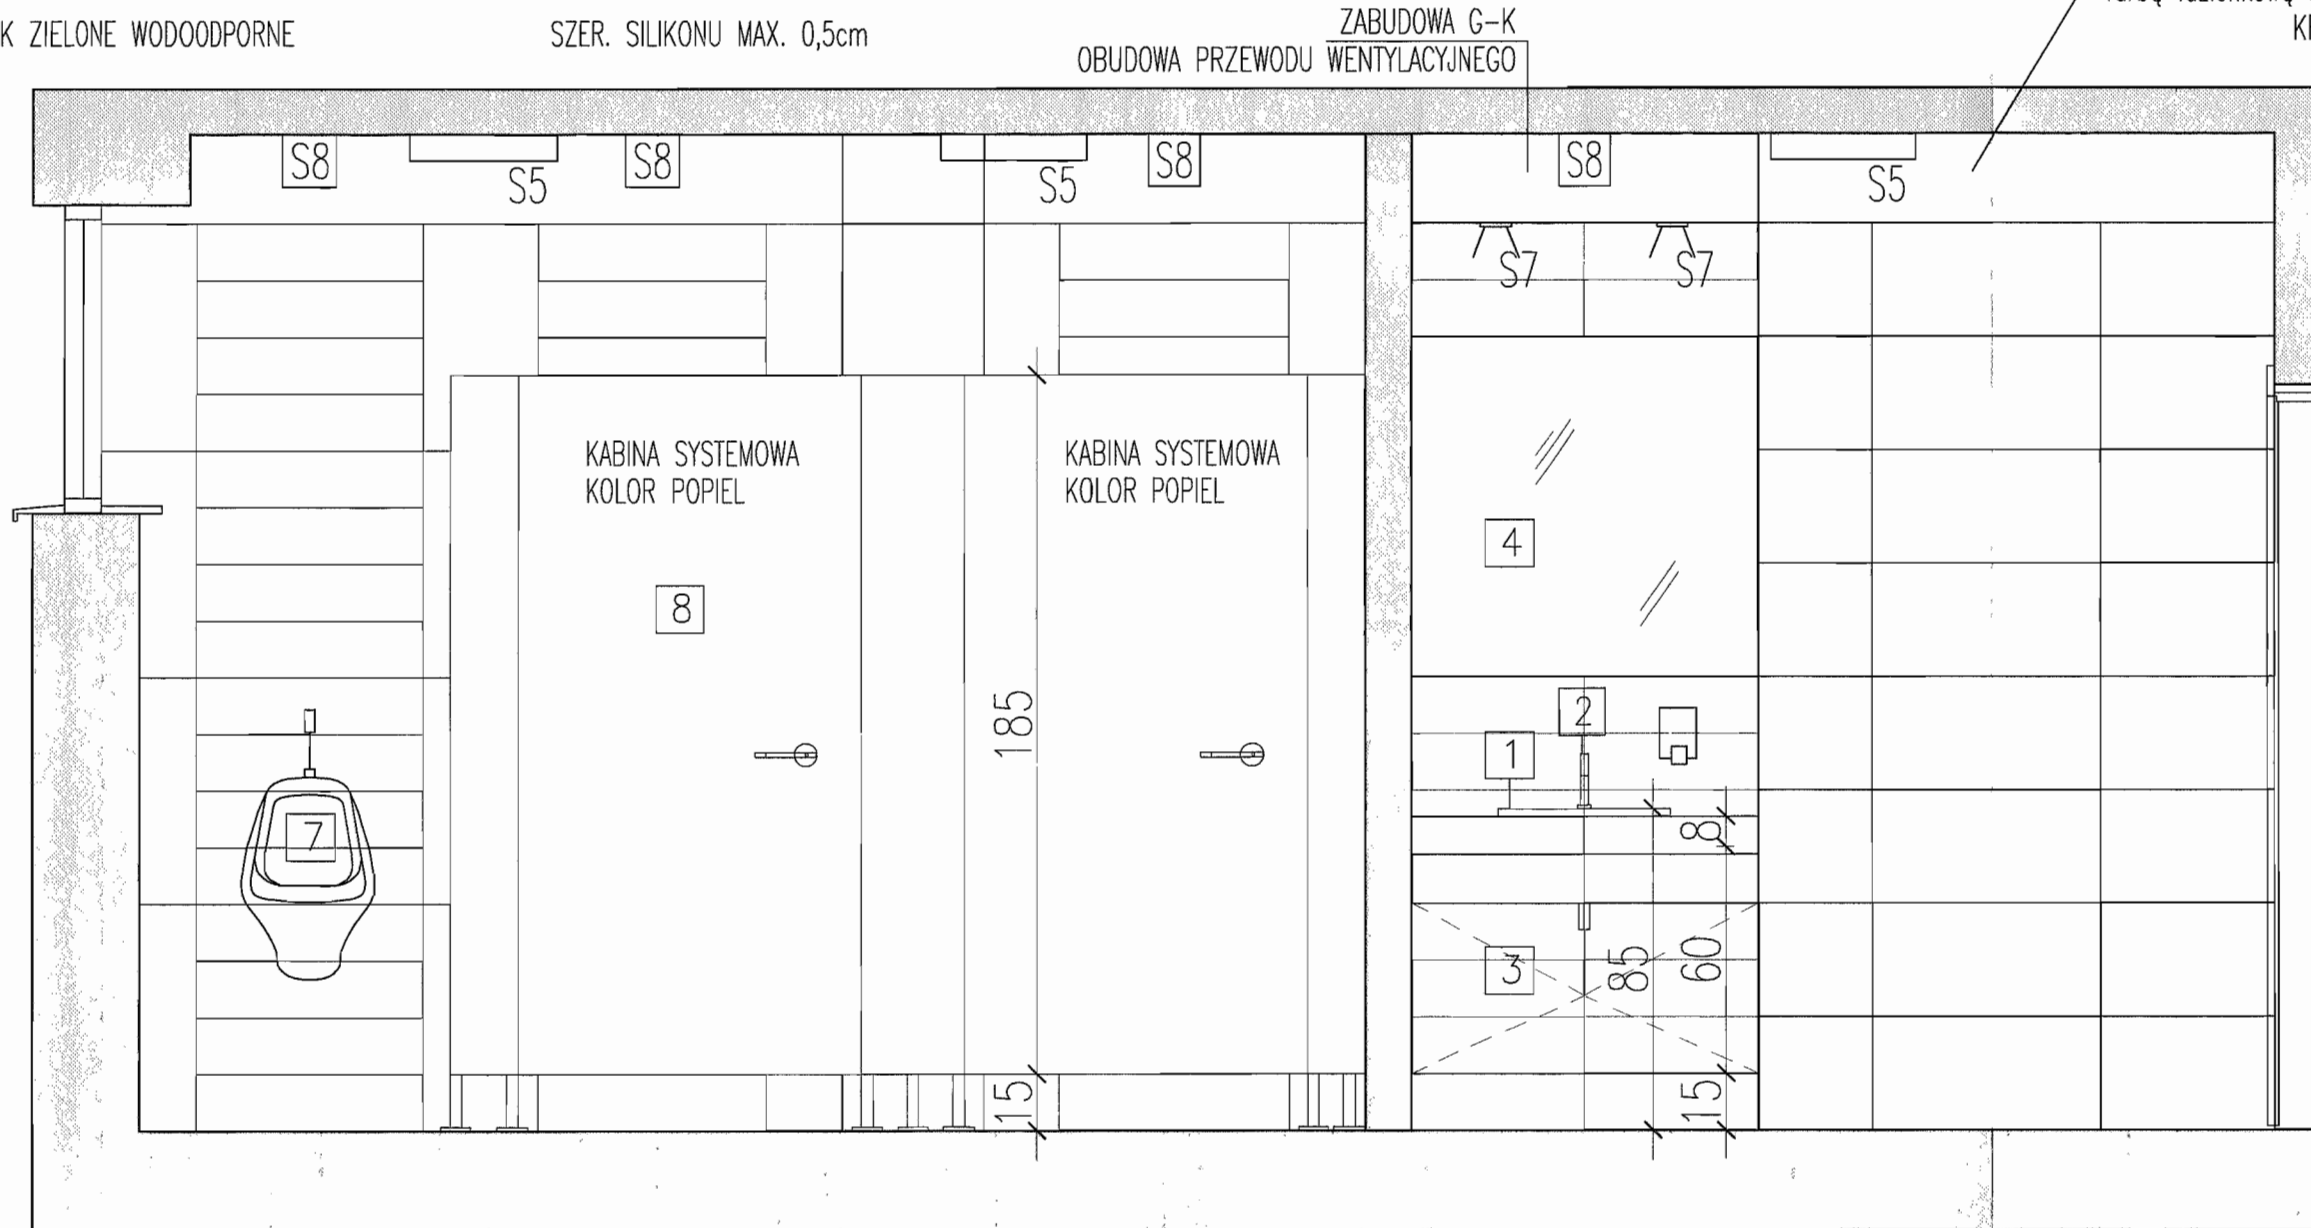 K ZIELONE WODOODPORNE
SZER. SILIKONU MAX. 0,5cm
ZABUDOWA G-K
OBUDOWA PRZEWODU WENTYLACYJNEGO
S8
S5
S8
S5
S8
S8
S5
S7
S7
KABINA SYSTEMOWA
KOLOR POPIEL
KABINA SYSTEMOWA
KOLOR POPIEL
4
8
185
2
1
7
8
3
85
60
15
15